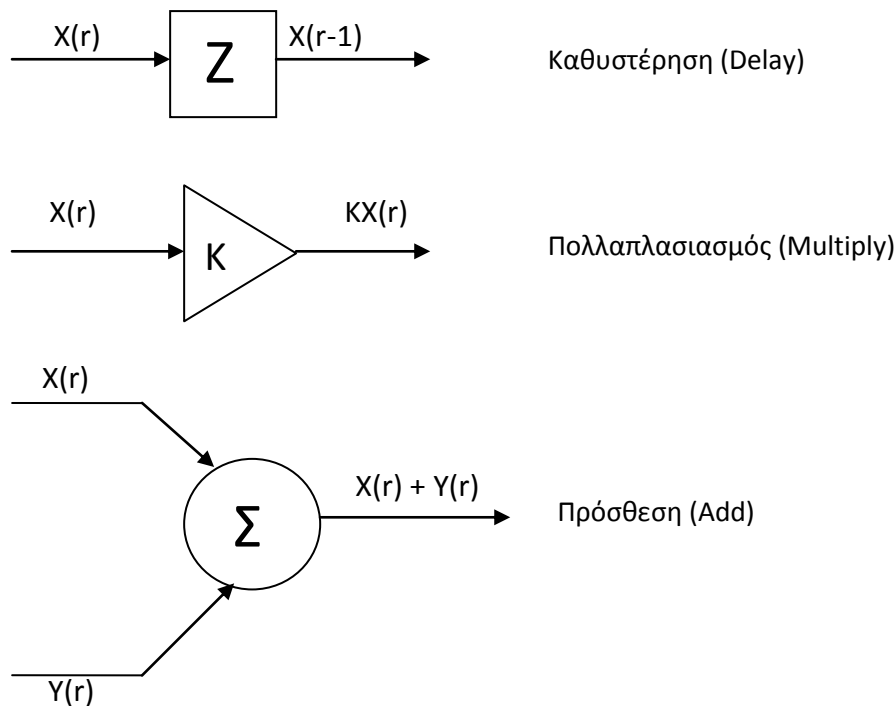 X(r)
Z
X(r-1)
Καθυστέρηση (Delay)
X(r)
K
KX(r)
Πολλαπλασιασμός (Multiply)
X(r)
Σ
X(r) + Y(r)
Πρόσθεση (Add)
Y(r)